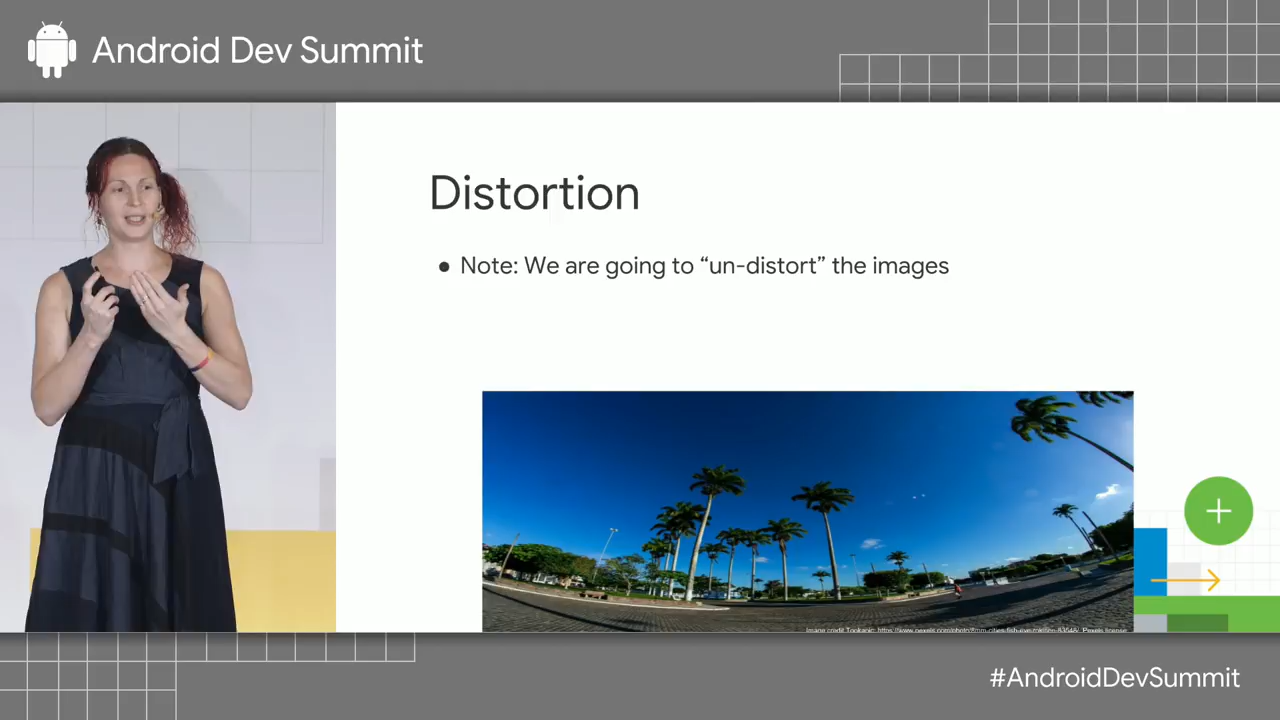 Android Dev Summit
Distortion
● Note: We are going to “un-distort” the images
#AndroidDevSummit